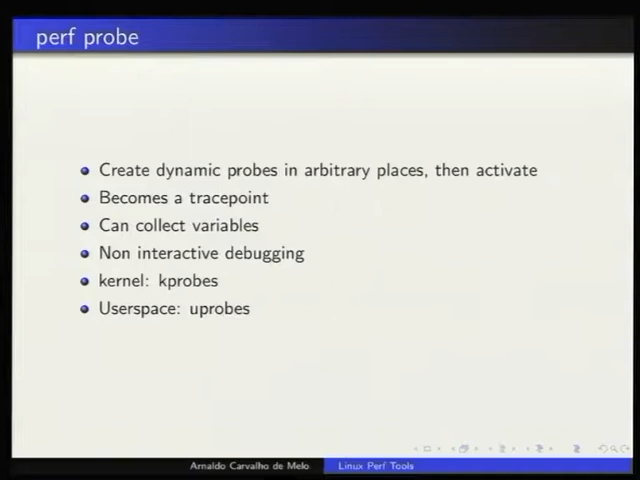 perf probe
Create dynamic probes in arbitrary places, then activate
Becomes a tracepoint
Can collect variables
Non interactive debugging
kernel: kprobes
Userspace: uprobes
Arnaldo Carvalho de Melo
Linux Perf Tools